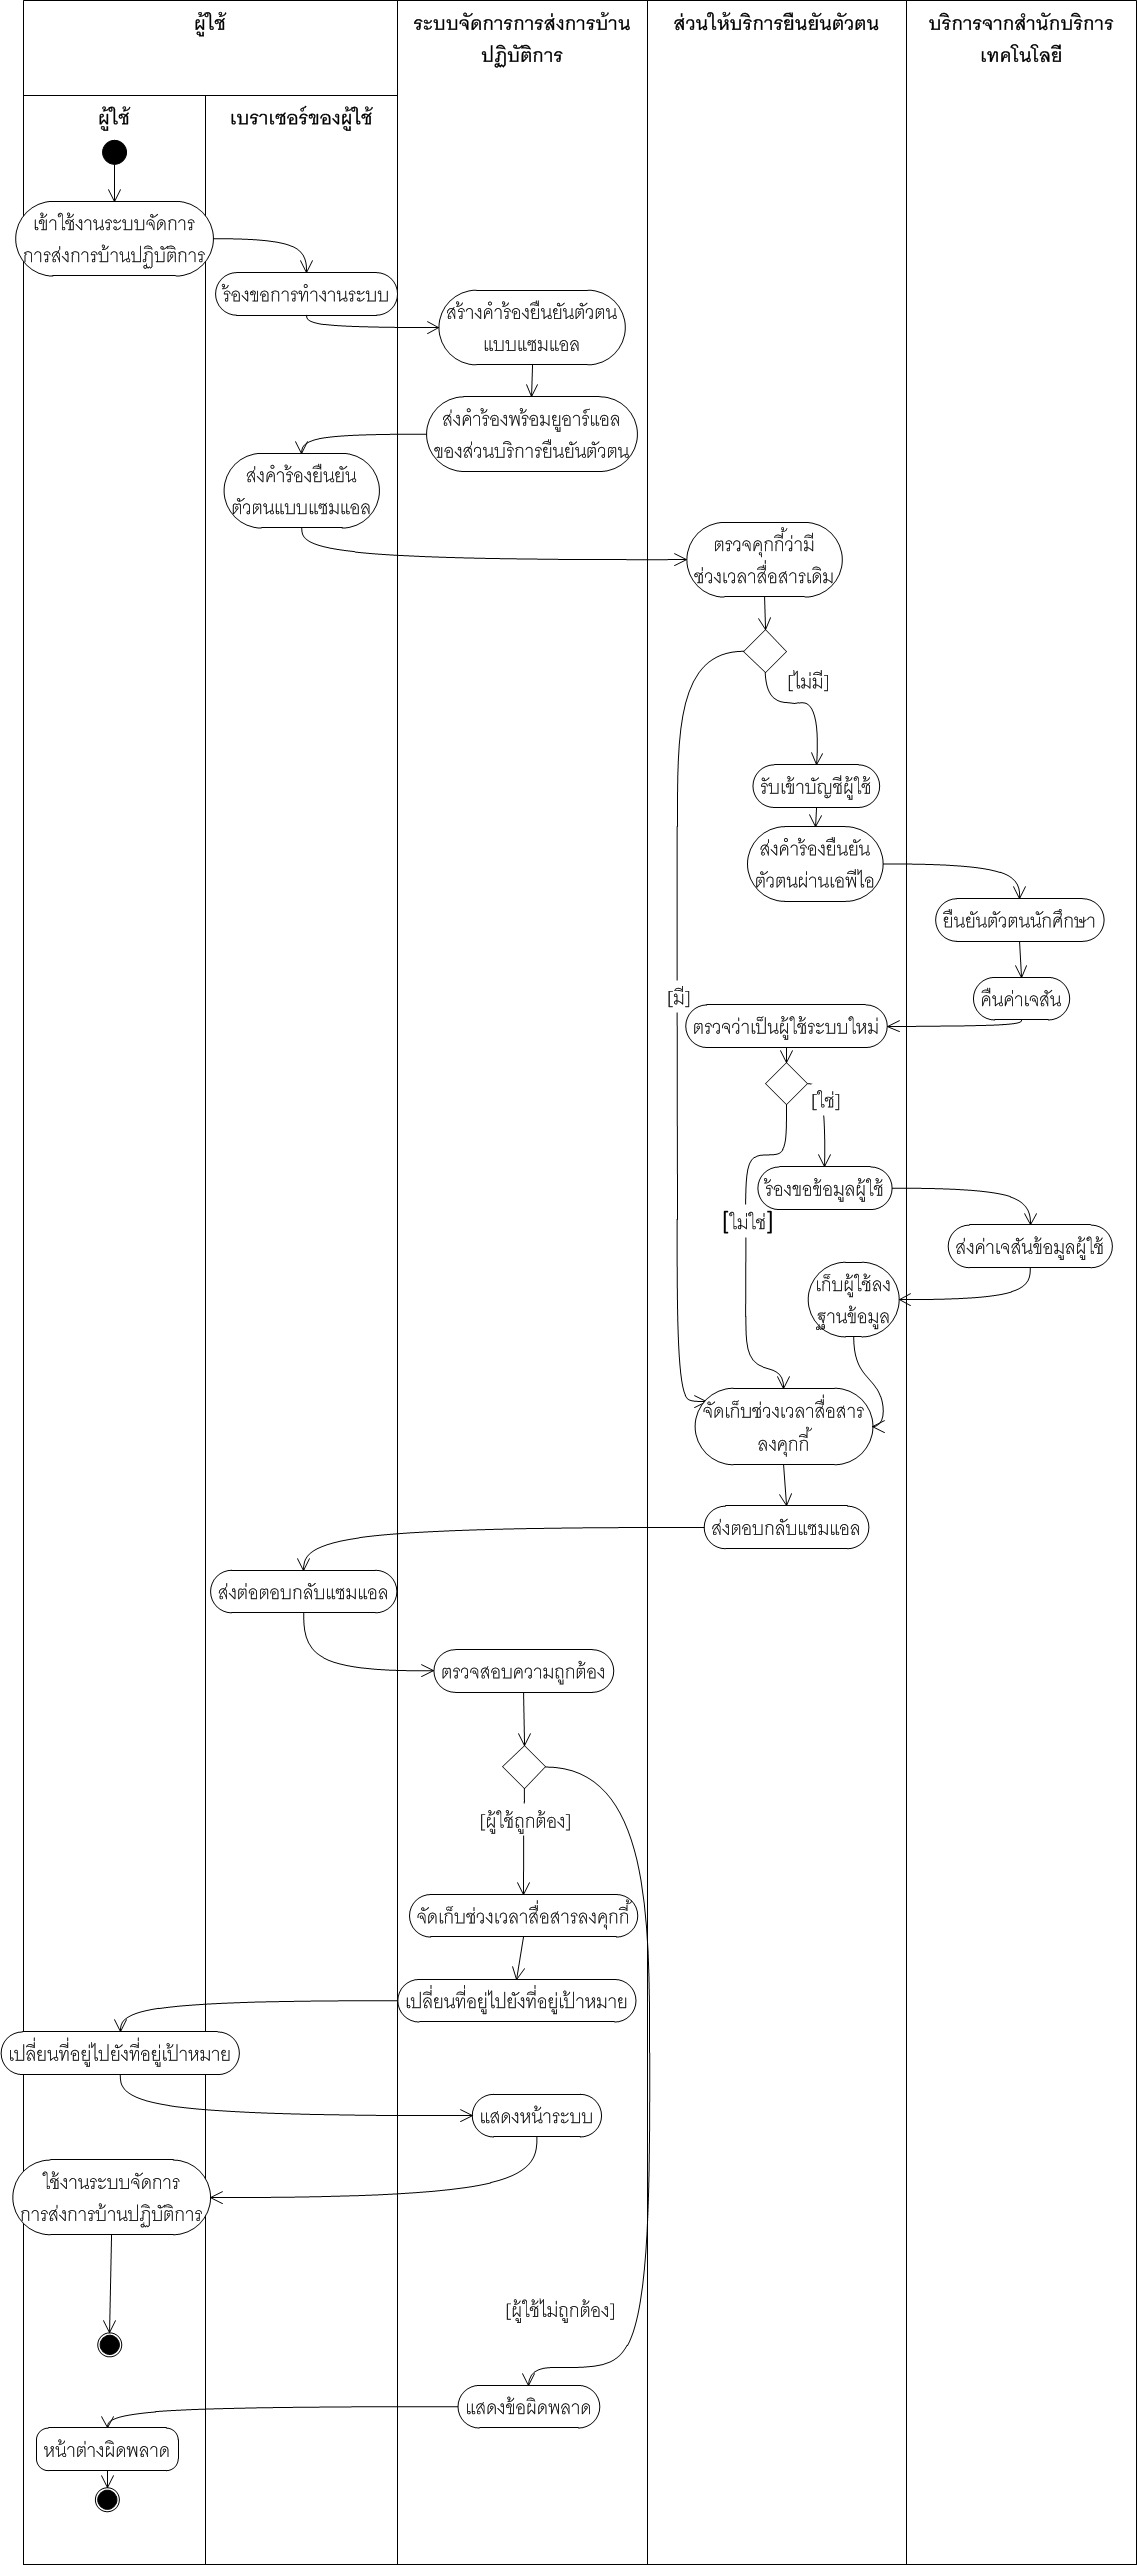 ผู้ใช้
ระบบจัดการการส่งการบ้าน
ปฏิบัติการ
ส่วนให้บริการยืนยันตัวตน
บริการจากสำนักบริการ
เทคโนโลยี
ผู้ใช้
เบราเซอร์ของผู้ใช้
เข้าใช้งานระบบจัดการ
การส่งการบ้านปฏิบัติการ
ร้องขอการทำงานระบบ
สร้างคำร้องยืนยันตัวตน
แบบแซมแอล
ส่งคำร้องพร้อมยูอาร์แอล
ของส่วนบริการยืนยันตัวตน
ส่งคำร้องยืนยัน
ตัวตนแบบแซมแอล
ตรวจคุกกี้ว่ามี
ช่วงเวลาสื่อสารเดิม
[ไม่มี]
รับเข้าบัญชีผู้ใช้
ส่งคำร้องยืนยัน
ตัวตนผ่านเอพีไอ
ยืนยันตัวตนนักศึกษา
คืนค่าเจสัน
[มี]
ตรวจว่าเป็นผู้ใช้ระบบใหม่
[ใช่]
ร้องขอข้อมูลผู้ใช้
[ไม่ใช่]
ส่งค่าเจสันข้อมูลผู้ใช้
เก็บผู้ใช้ลง
ฐานข้อมูล
จัดเก็บช่วงเวลาสื่อสาร
ลงคุกกี้
ส่งตอบกลับแซมแอล
ส่งต่อตอบกลับแซมแอล
ตรวจสอบความถูกต้อง
[ผู้ใช้ถูกต้อง]
จัดเก็บช่วงเวลาสื่อสารลงคุกกี้
เปลี่ยนที่อยู่ไปยังที่อยู่เป้าหมาย
เปลี่ยนที่อยู่ไปยังที่อยู่เป้าหมาย
แสดงหน้าระบบ
ใช้งานระบบจัดการ
การส่งการบ้านปฏิบัติการ
[ผู้ใช้ไม่ถูกต้อง]
แสดงข้อผิดพลาด
หน้าต่างผิดพลาด